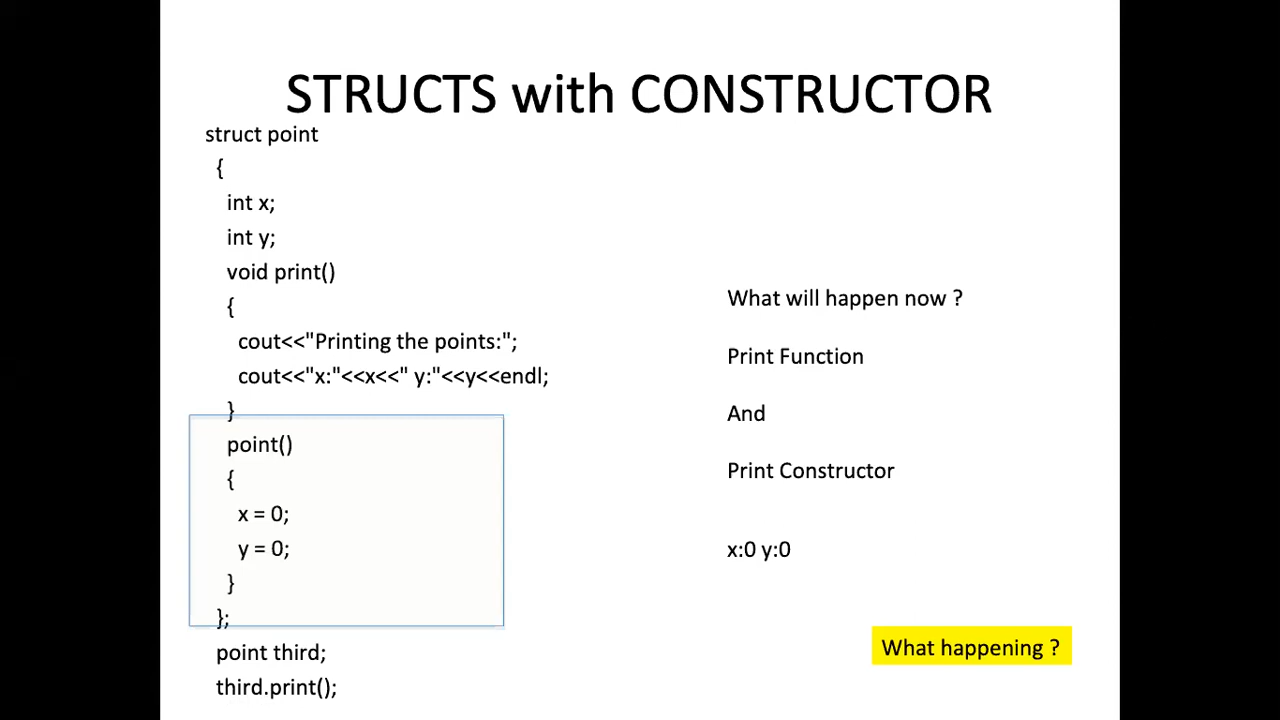 STRUCTS with CONSTRUCTOR
struct point
{
int x;
int y;
void print()
{
cout<<"Printing the points:";
cout<<"x:"<<x<<" y:"<<y<<endl;
}
point()
{
x = 0;
y = 0;
}
};
point third;
third.print();
What will happen now ?
Print Function
And
Print Constructor
x:0 y:0
What happening ?